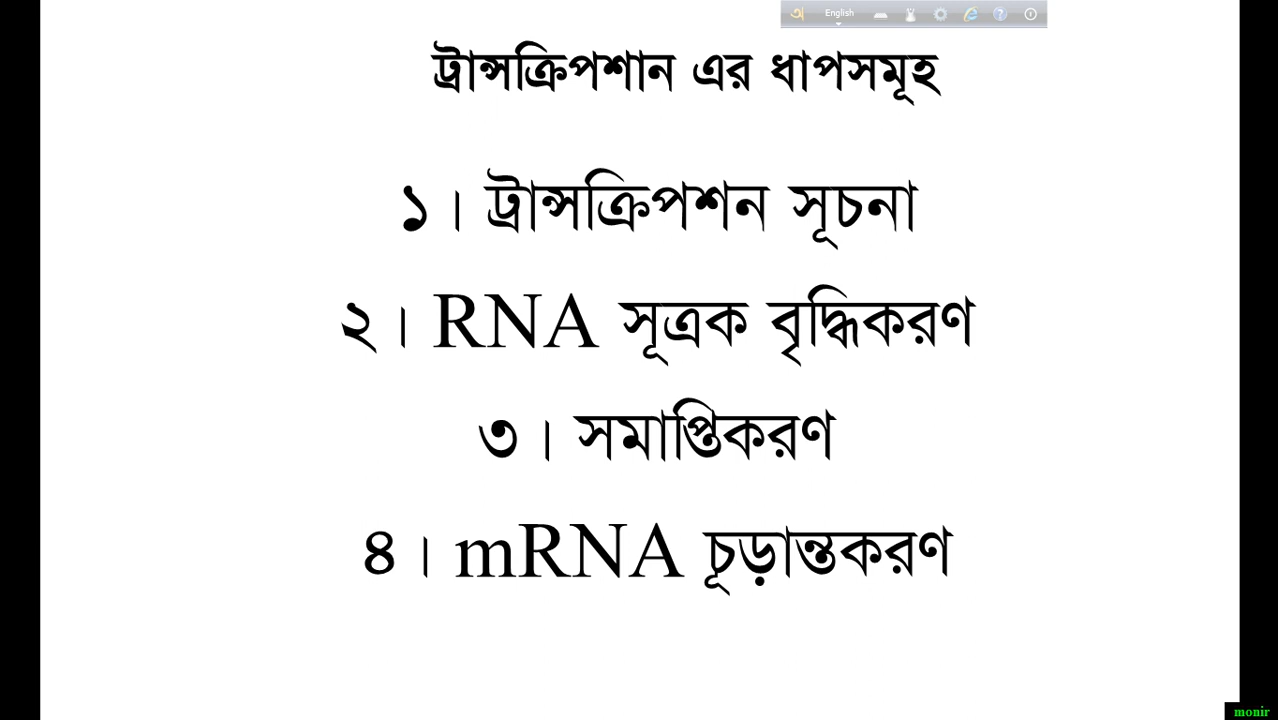 অ English
ট্রান্সক্রিপশান এর ধাপসমূহ
১। ট্রান্সক্রিপশন সূচনা
২। RNA সূত্রক বৃদ্ধিকরণ
৩। সমাপ্তিকরণ
৪। mRNA চূড়ান্তকরণ
monir